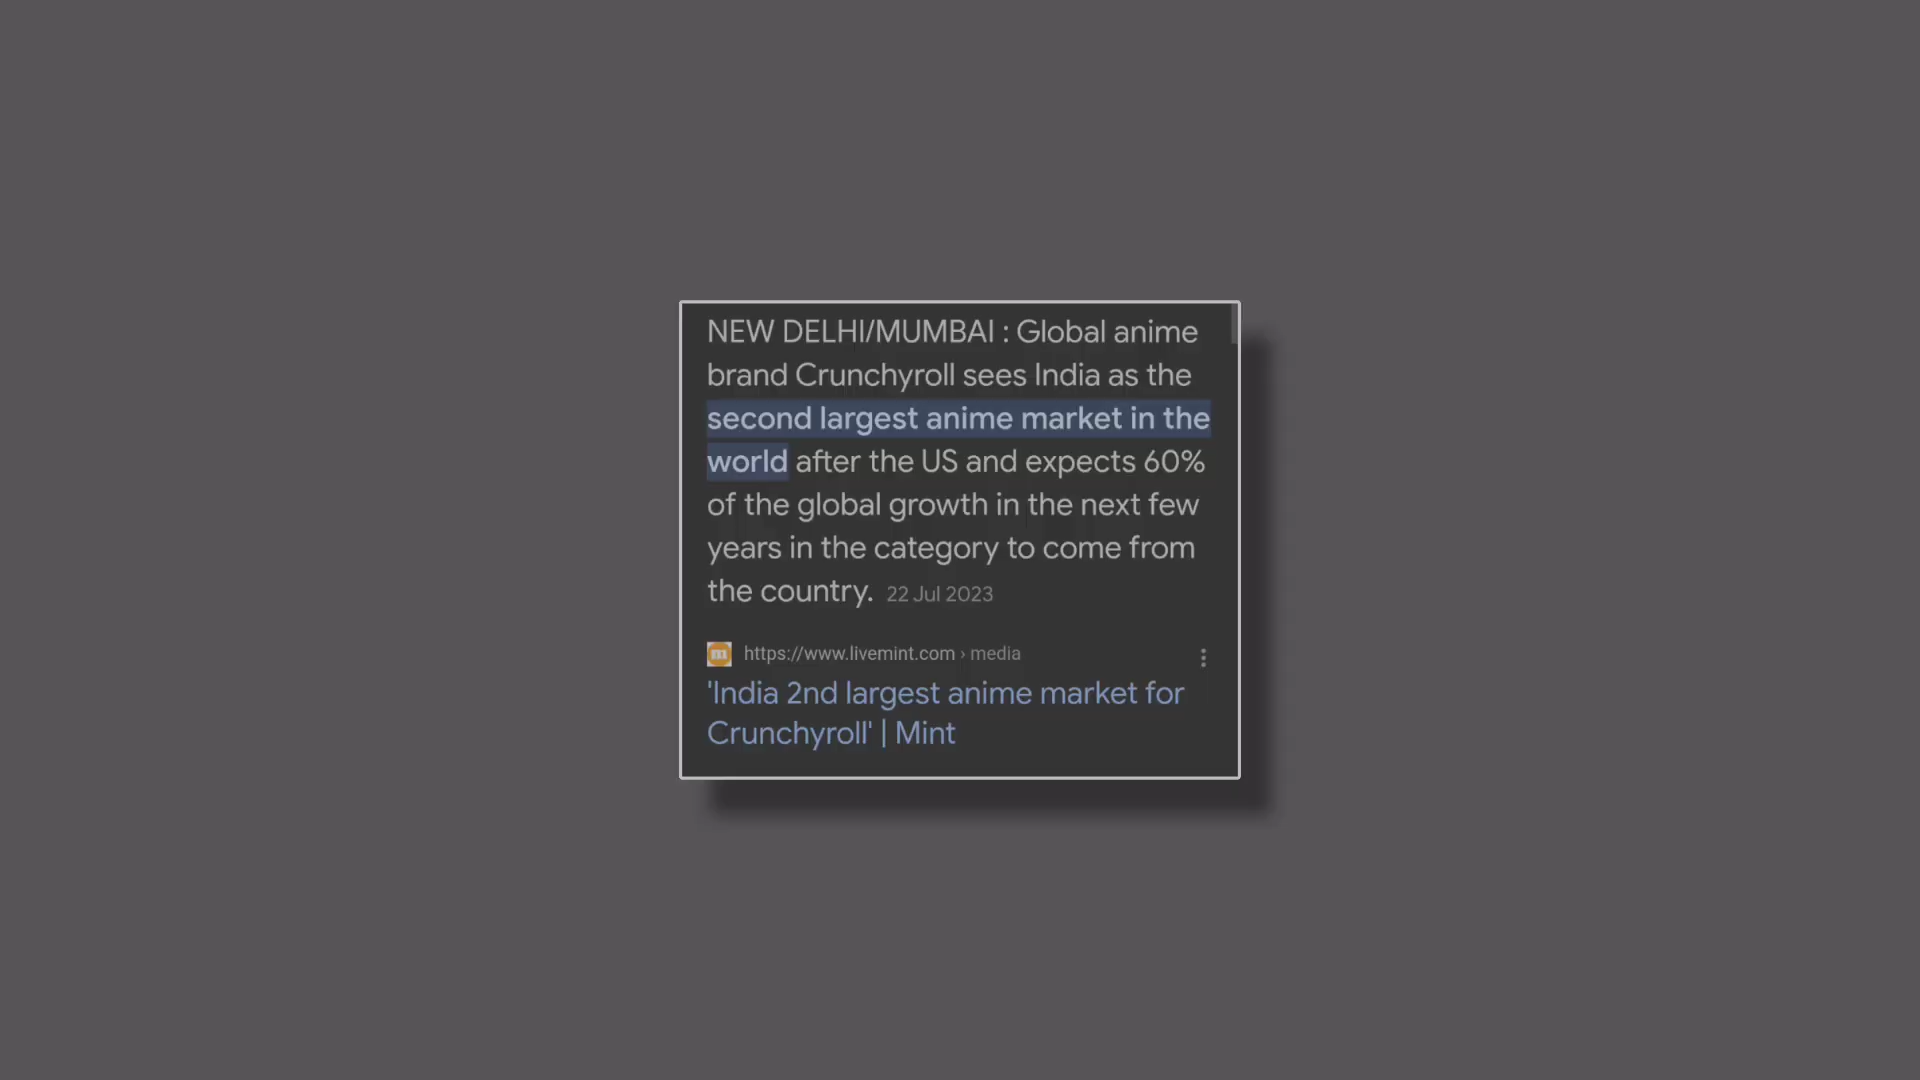 NEW DELHI/MUMBAI : Global anime
brand Crunchyroll sees India as the
second largest anime market in the
world after the US and expects 60%
of the global growth in the next few
years in the category to come from
the country. 22 Jul 2023
m https://www.livemint.com › media
'India 2nd largest anime market for
Crunchyroll' | Mint